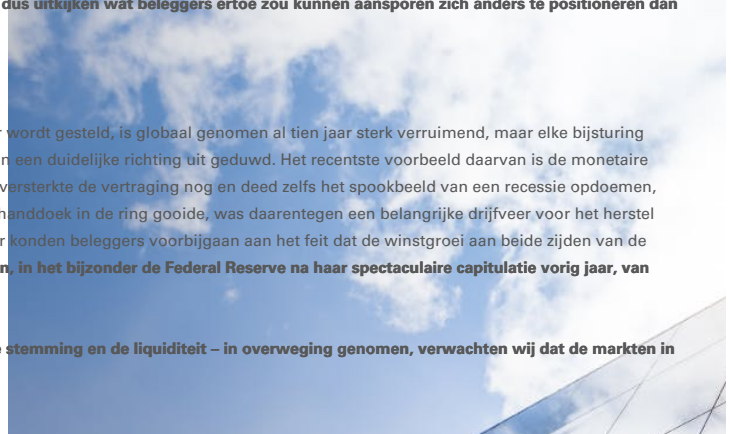 dus uitkijken wat beleggers ertoe zou kunnen aansporen zich anders te positioneren dan
wordt gesteld, is globaal genomen al tien jaar sterk verruimend, maar elke bijsturing
een duidelijke richting uit geduwd. Het recentste voorbeeld daarvan is de monetaire
versterkte de vertraging nog en deed zelfs het spookbeeld van een recessie opdoemen,
handdoek in de ring gooide, was daarentegen een belangrijke drijfveer voor het herstel
konden beleggers voorbijgaan aan het feit dat de winstgroei aan beide zijden van de
in het bijzonder de Federal Reserve na haar spectaculaire capitulatie vorig jaar, van
stemming en de liquiditeit – in overweging genomen, verwachten wij dat de markten in